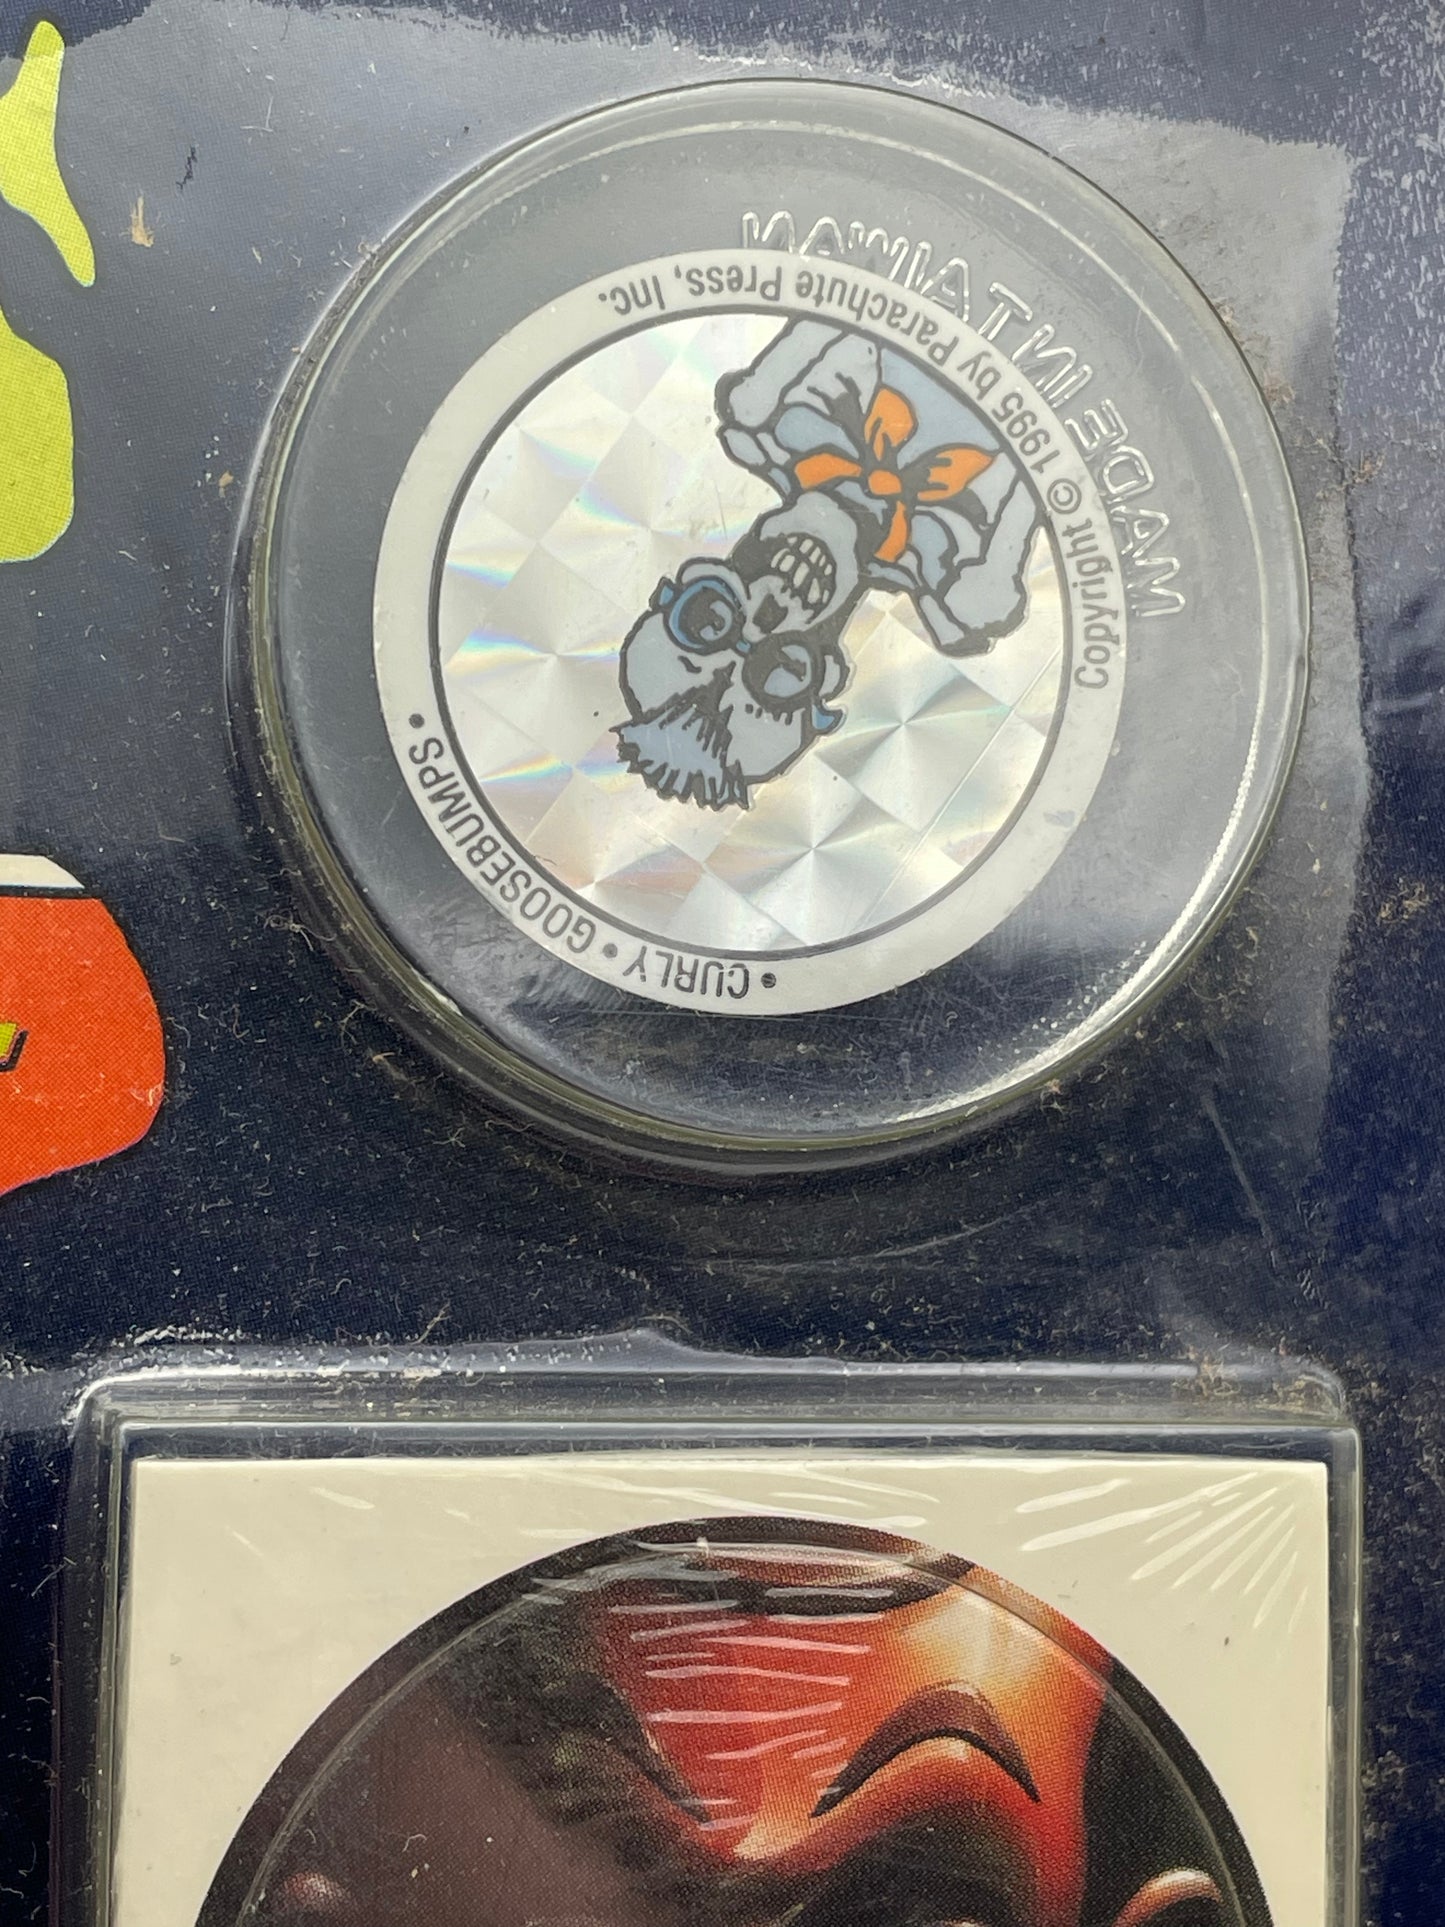 MADE IN TAIWAN
Copyright © 1995 by Parachute Press, Inc.
• CURLY • GOOSEBUMPS •